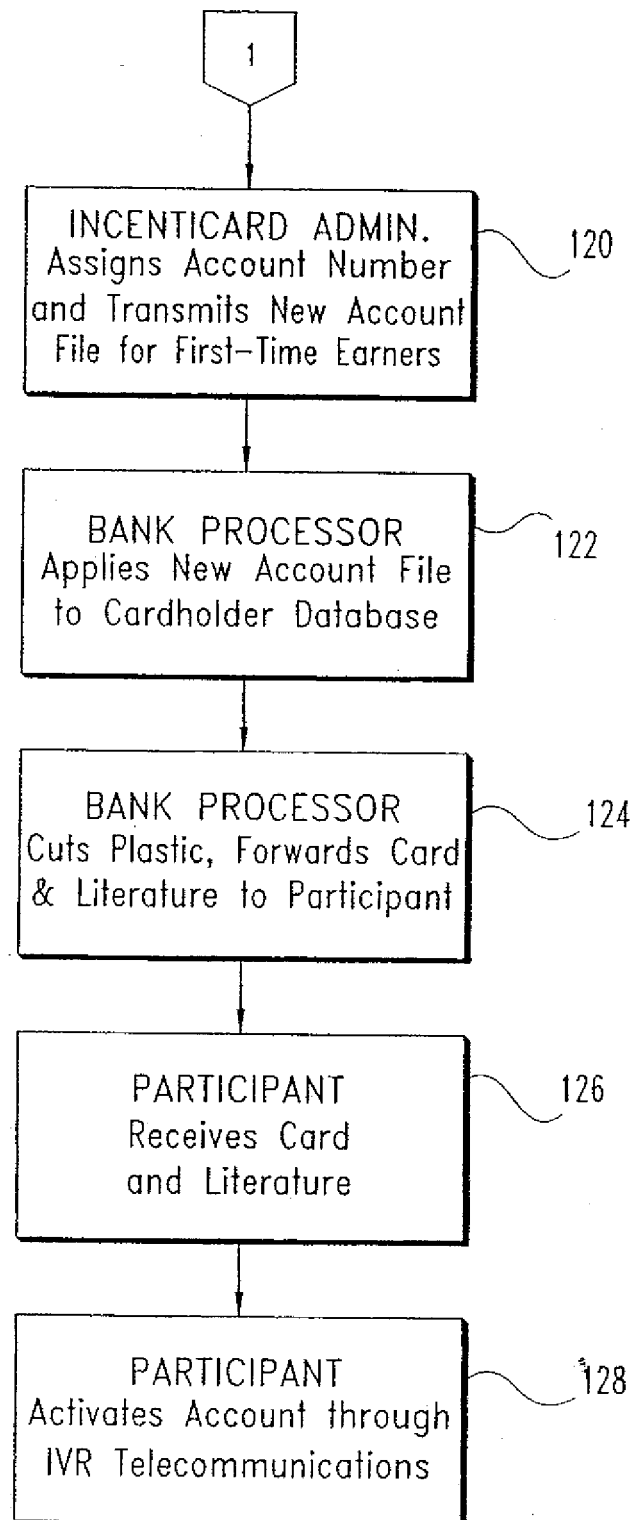 1
INCENTICARD ADMIN.
Assigns Account Number
and Transmits New Account
File for First-Time Earners
120
BANK PROCESSOR
Applies New Account File
to Cardholder Database
122
BANK PROCESSOR
Cuts Plastic, Forwards Card
& Literature to Participant
124
PARTICIPANT
Receives Card
and Literature
126
PARTICIPANT
Activates Account through
IVR Telecommunications
128